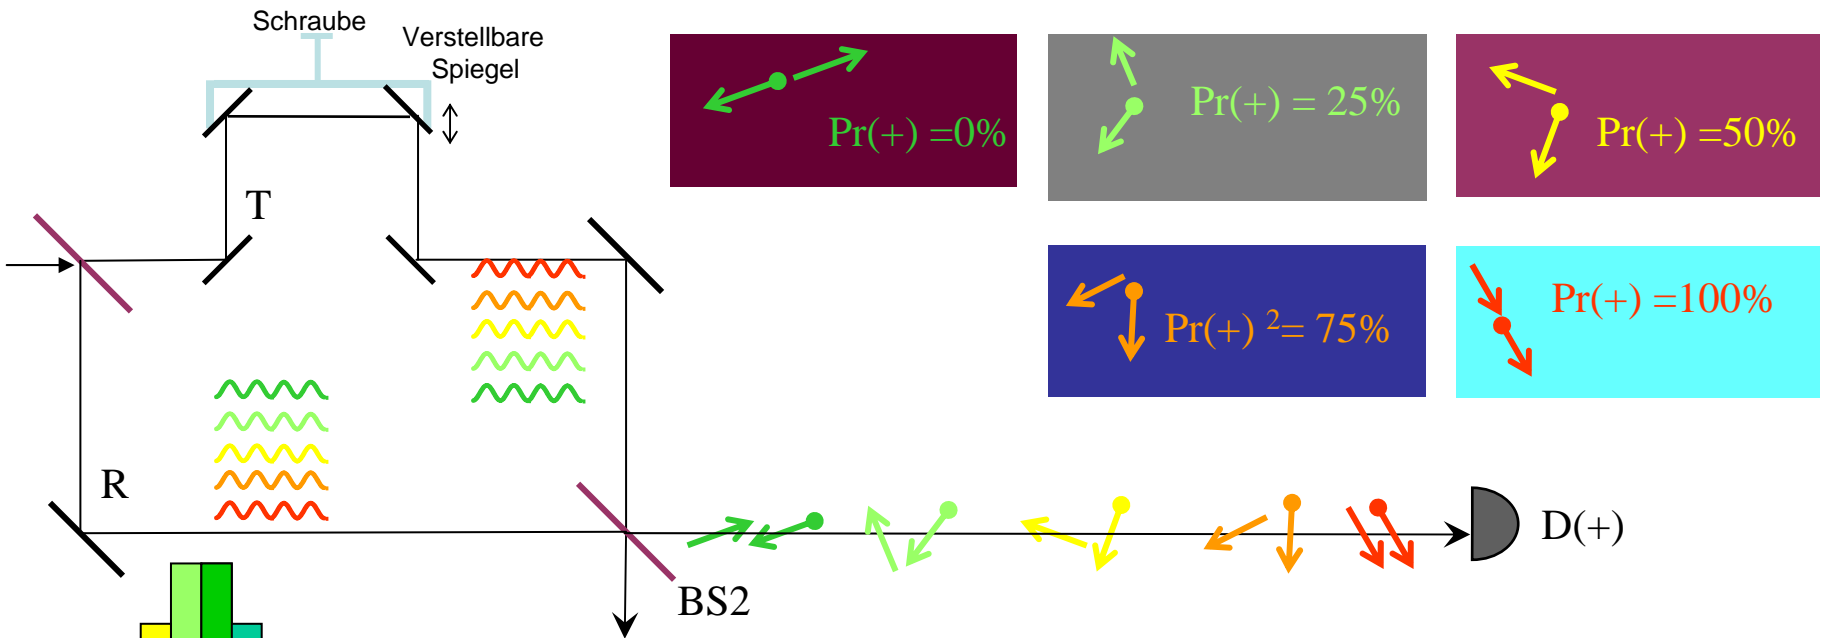 Schraube
Verstellbare
Spiegel
Pr(+) =0%
Pr(+) = 25%
Pr(+) =50%
T
Pr(+) ²= 75%
Pr(+) =100%
R
D(+)
BS2